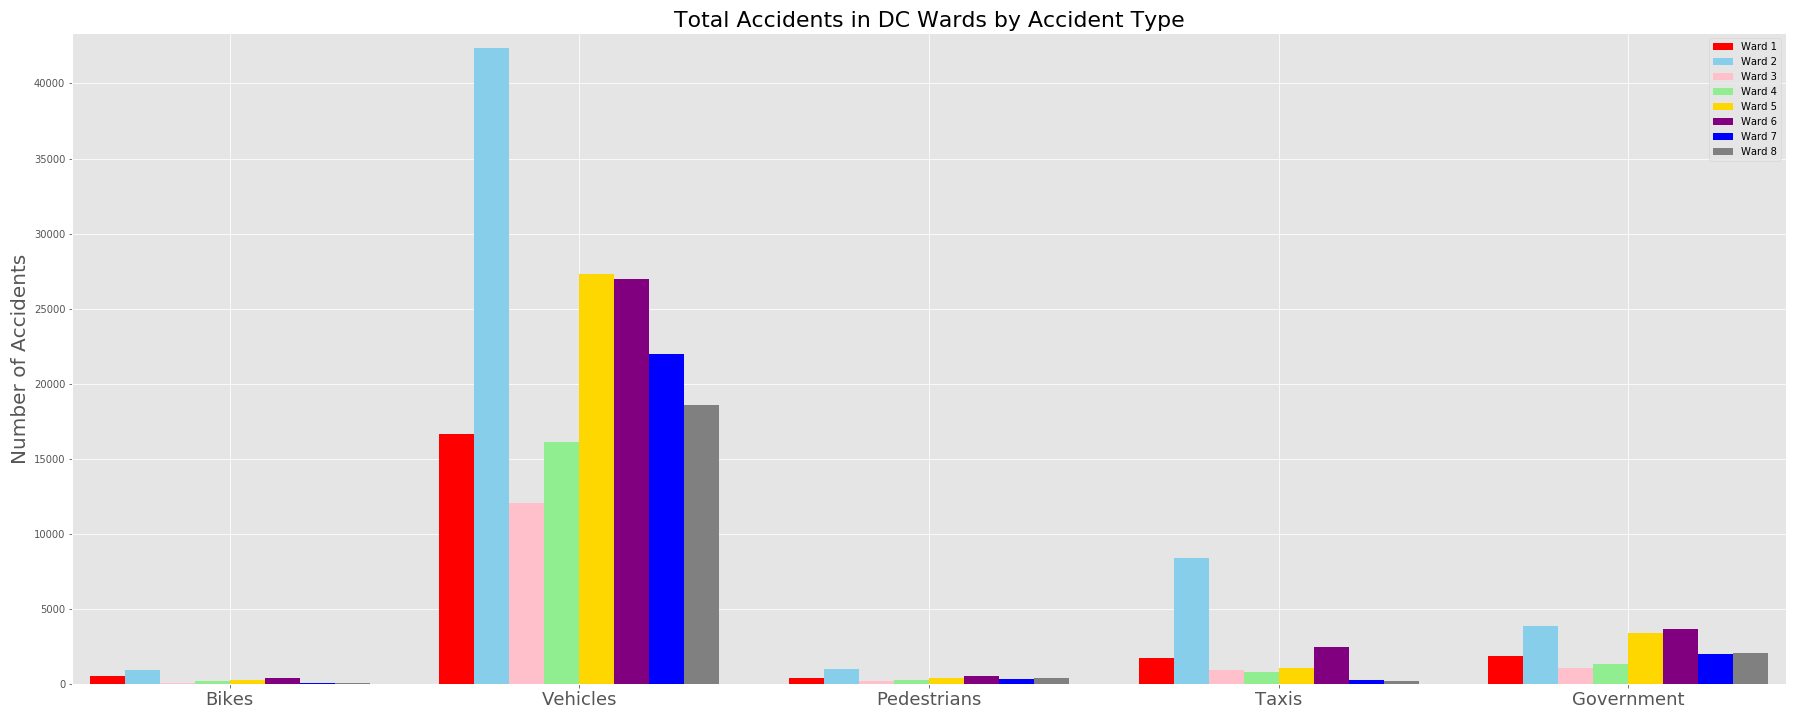 Total Accidents in DC Wards by Accident Type
Number of Accidents
40000
35000
30000
25000
20000
15000
10000
5000
0
Ward 1
Ward 2
Ward 3
Ward 4
Ward 5
Ward 6
Ward 7
Ward 8
Bikes Vehicles Pedestrians Taxis Government